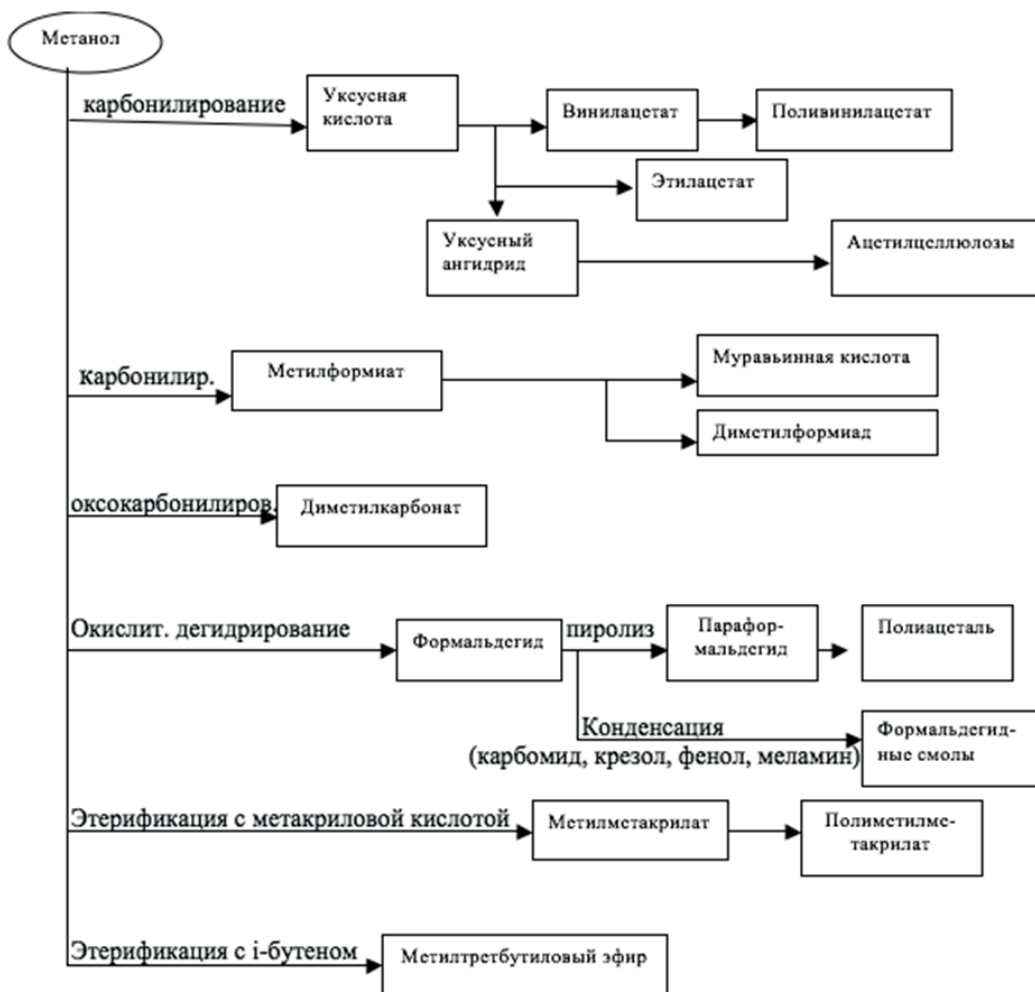 Метанол
карбонилирование
Уксусная
кислота
Винилацетат
Поливинилацетат
Этилацетат
Уксусный
ангидрид
Ацетилцеллюлозы
карбонилир.
Метилформиат
Муравьинная кислота
Диметилформиад
оксокарбонилиров.
Диметилкарбонат
Окислит. дегидрирование
Формальдегид
пиролиз
Парафор-
мальдегид
Полиацеталь
Конденсация
(карбомид, крезол, фенол, меламин)
Формальдегид-
ные смолы
Этерификация с метакриловой кислотой
Метилметакрилат
Полиметилме-
такрилат
Этерификация с i-бутеном
Метилтретбутиловый эфир